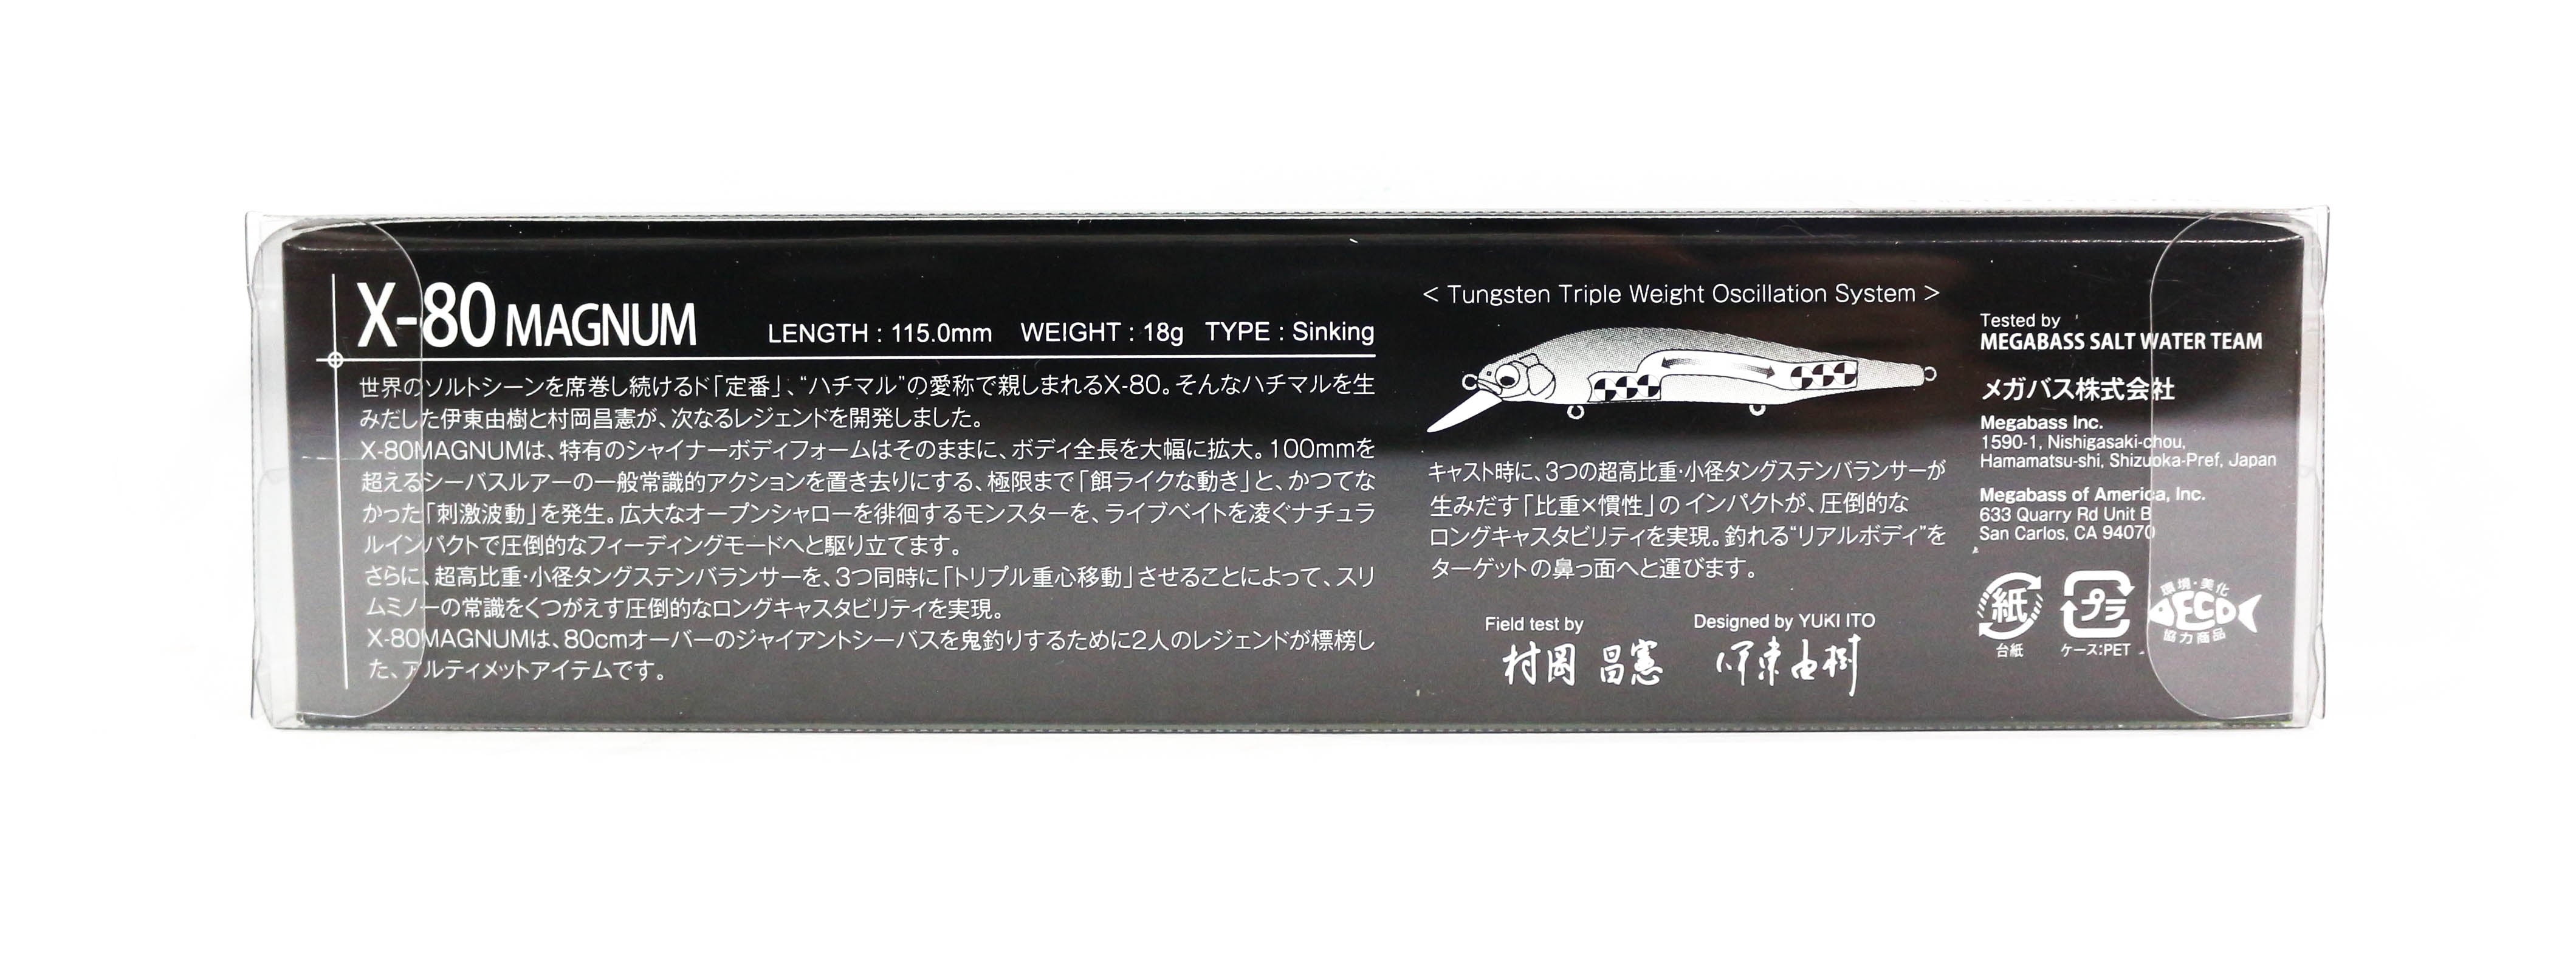 X-80 MAGNUM
LENGTH : 115.0mm WEIGHT : 18g TYPE : Sinking
世界のソルトシーンを席巻し続けるド「定番」、“ハチマル”の愛称で親しまれるX-80。そんなハチマルを生
みだした伊東由樹と村岡昌憲が、次なるレジェンドを開発しました。
X-80MAGNUMは、特有のシャイナーボディフォームはそのままに、ボディ全長を大幅に拡大。100mmを
超えるシーバスルアーの一般常識的アクションを置き去りにする、極限まで「餌ライクな動き」と、かつてな
かった「刺激波動」を発生。広大なオープンシャローを徘徊するモンスターを、ライブベイトを凌ぐナチュラ
ルインパクトで圧倒的なフィーディングモードへと駆り立てます。
さらに、超高比重・小径タングステンバランサーを、3つ同時に「トリプル重心移動」させることによって、スリ
ムミノーの常識をくつがえす圧倒的なロングキャスタビリティを実現。
X-80MAGNUMは、80cmオーバーのジャイアントシーバスを鬼釣りするために2人のレジェンドが標榜し
た、アルティメットアイテムです。
< Tungsten Triple Weight Oscillation System >
キャスト時に、3つの超高比重・小径タングステンバランサーが
生みだす「比重×慣性」のインパクトが、圧倒的な
ロングキャスタビリティを実現。釣れる“リアルボディ”を
ターゲットの鼻っ面へと運びます。
Field test by
村岡 昌憲
Designed by YUKI ITO
伊東由樹
Tested by
MEGABASS SALT WATER TEAM
メガバス株式会社
Megabass Inc.
1590-1, Nishigasaki-chou,
Hamamatsu-shi, Shizuoka-Pref, Japan
Megabass of America, Inc.
633 Quarry Rd Unit B
San Carlos, CA 94070
紙
台紙
プラ
ケース:PET
環境・美化
ECO
協力商品